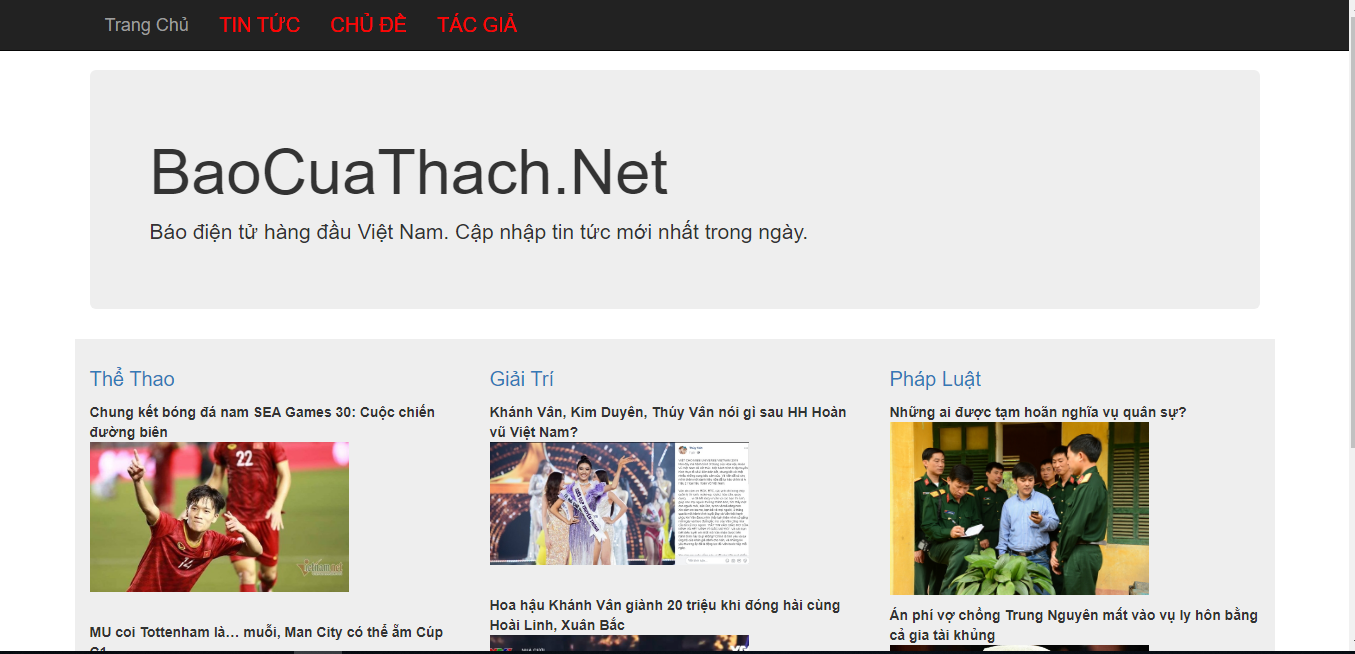 Trang Chủ TIN TỨC CHỦ ĐỀ TÁC GIẢ
BaoCuaThach.Net
Báo điện tử hàng đầu Việt Nam. Cập nhập tin tức mới nhất trong ngày.
Thể Thao
Chung kết bóng đá nam SEA Games 30: Cuộc chiến
đường biên
22
14
Vietnamnet
MU coi Tottenham là… muỗi, Man City có thể ẵm Cúp
C1
Giải Trí
Khánh Vân, Kim Duyên, Thúy Vân nói gì sau HH Hoàn
vũ Việt Nam?
Hoa hậu Khánh Vân giành 20 triệu khi đóng hài cùng
Hoài Linh, Xuân Bắc
Pháp Luật
Những ai được tạm hoãn nghĩa vụ quân sự?
Án phí vợ chồng Trung Nguyên mất vào vụ ly hôn bằng
cả gia tài khủng